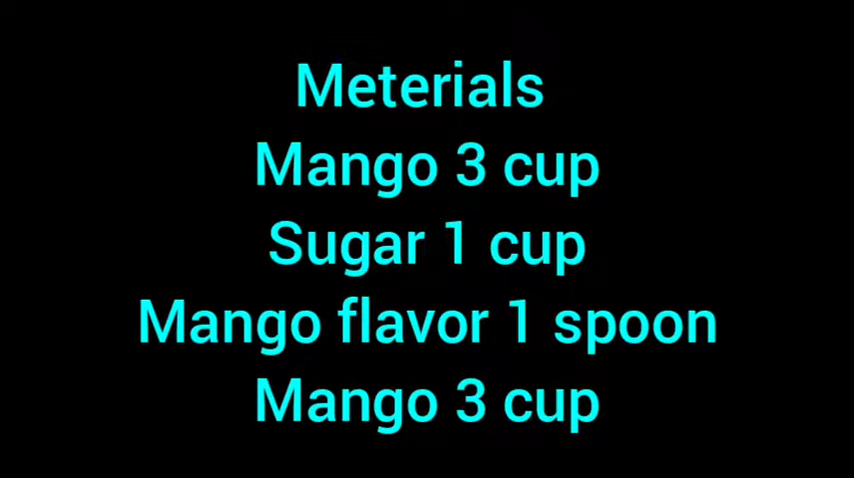 Meterials
Mango 3 cup
Sugar 1 cup
Mango flavor 1 spoon
Mango 3 cup